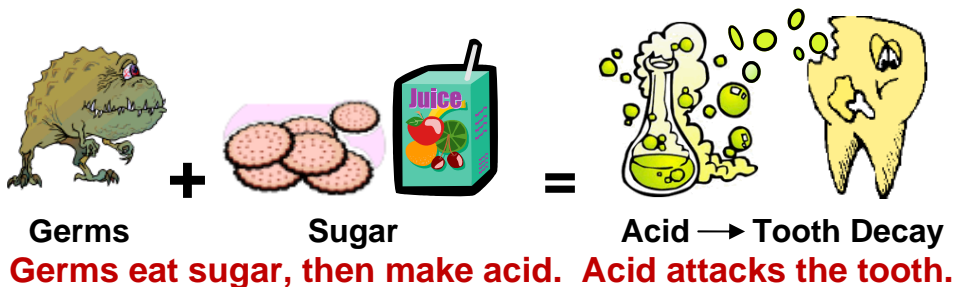 Juice
+
=
Germs
Sugar
Acid → Tooth Decay
Germs eat sugar, then make acid. Acid attacks the tooth.